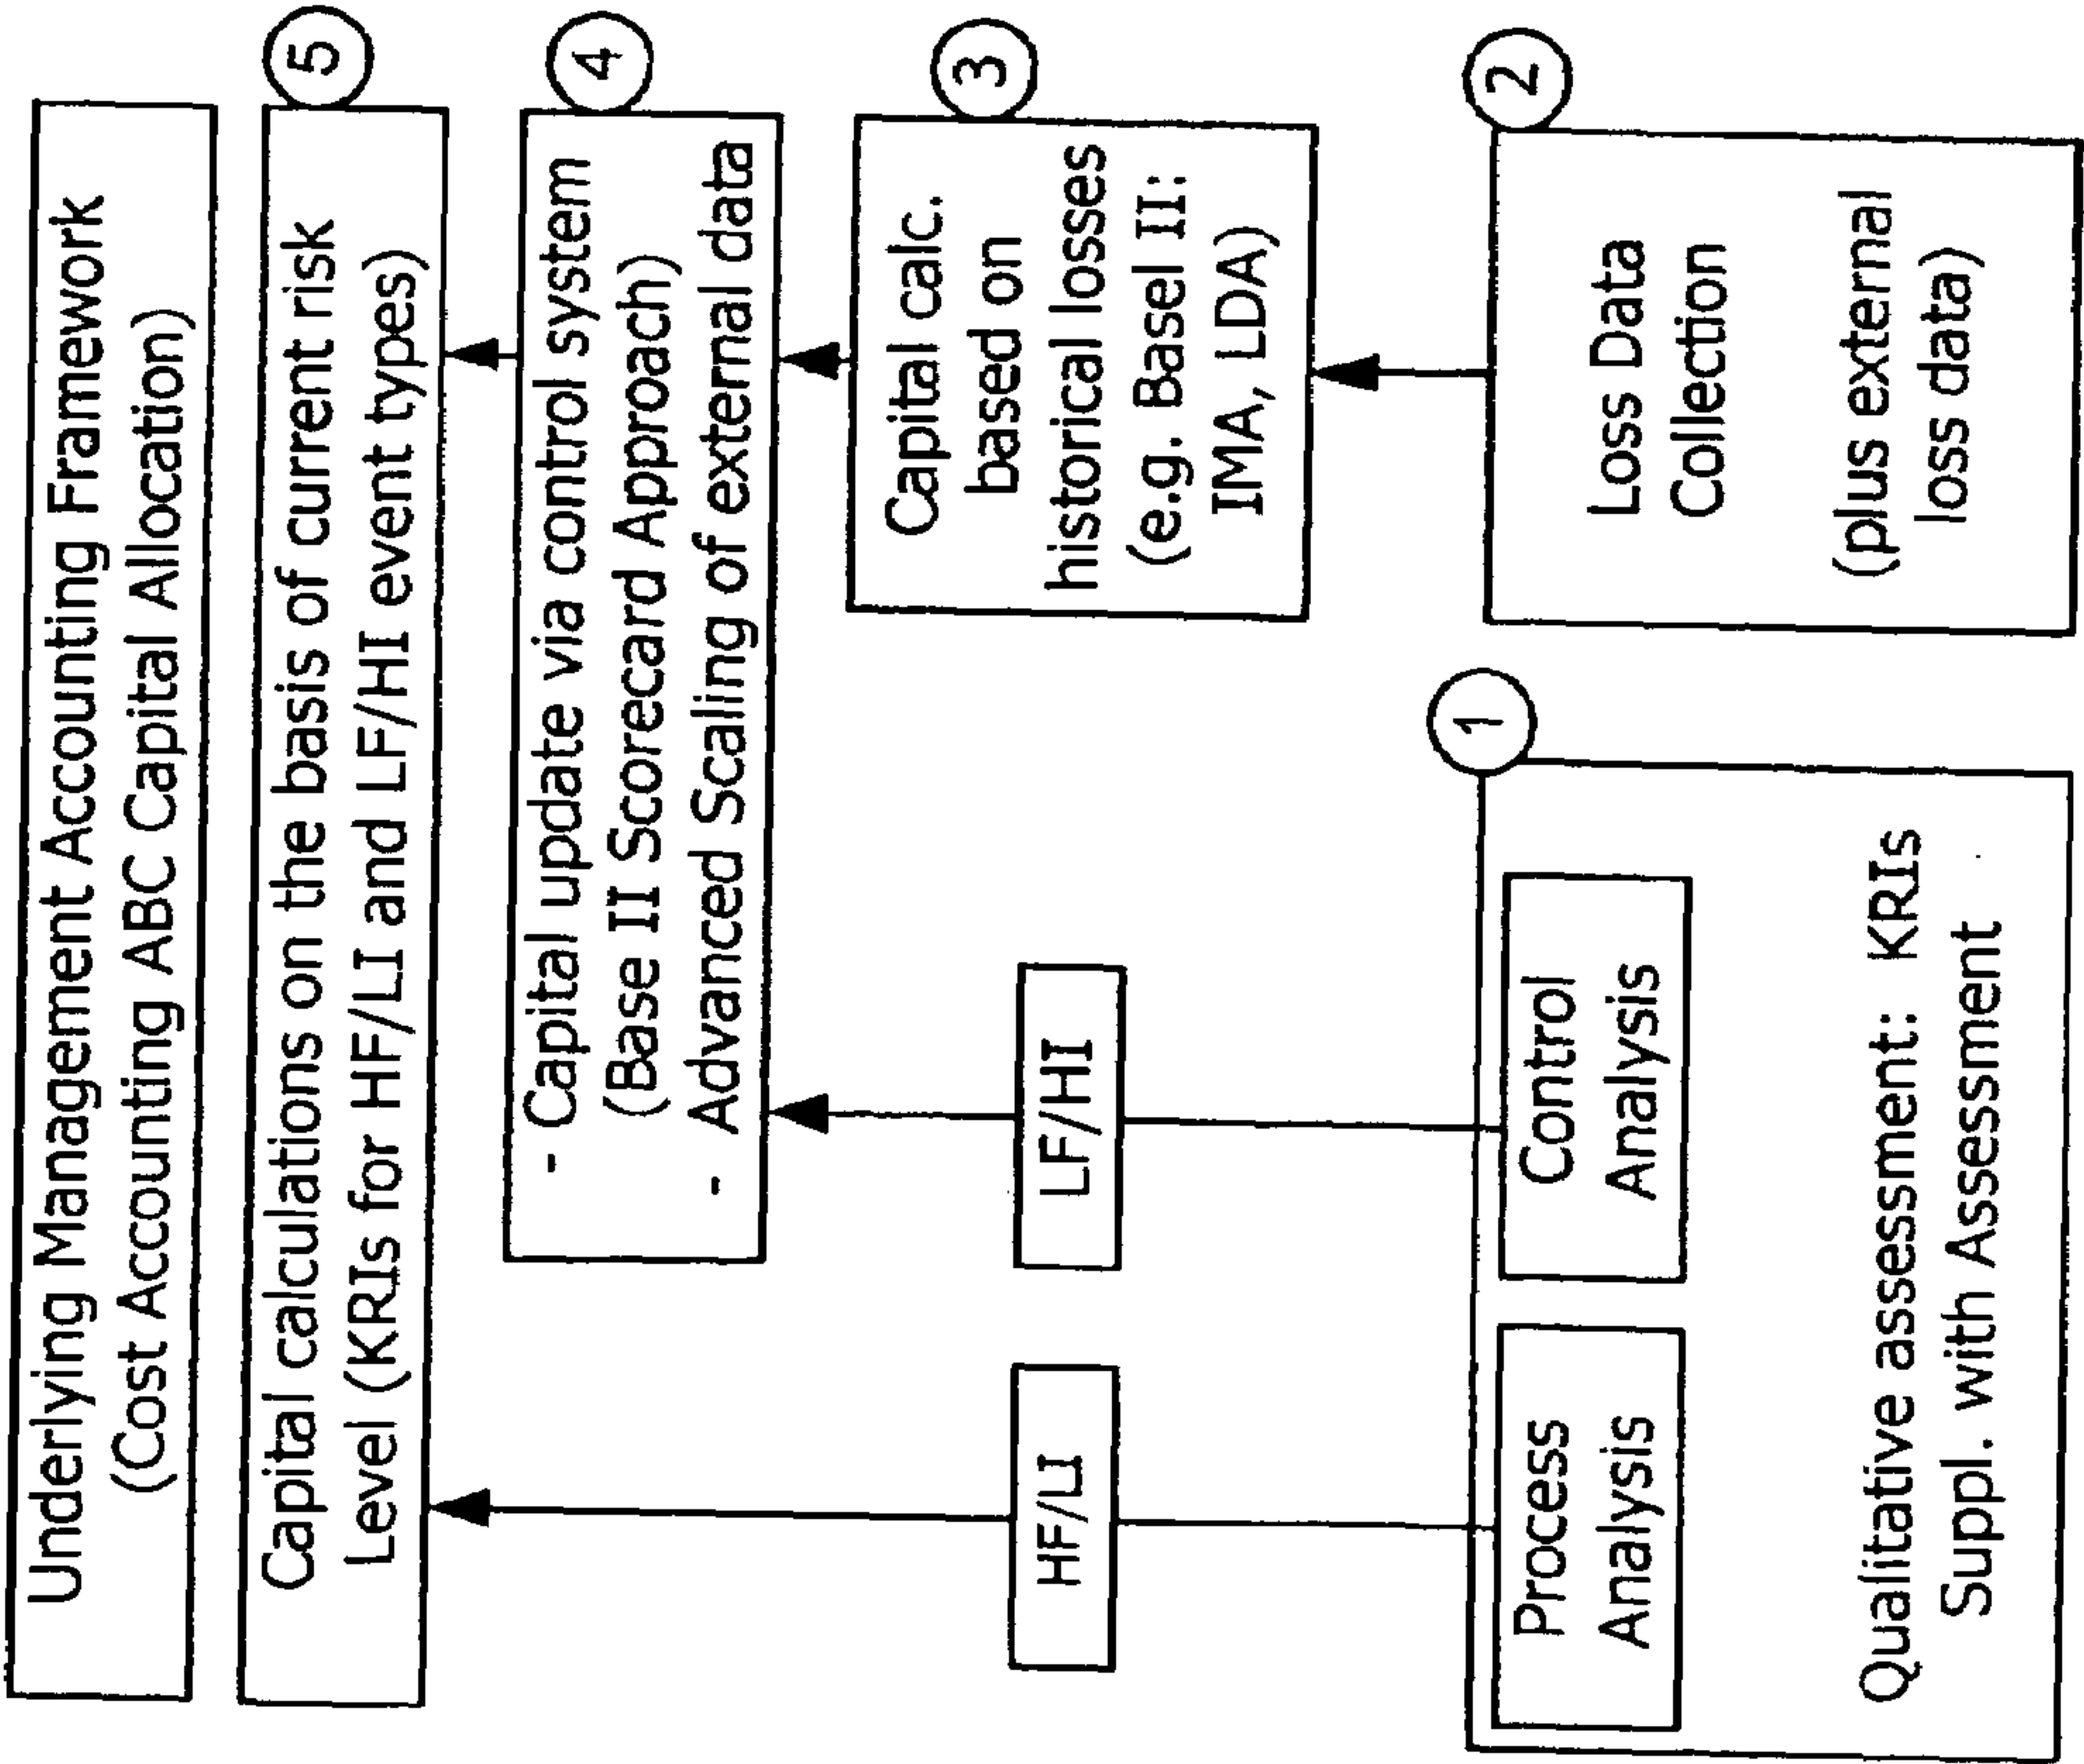 Underlying Management Accounting Framework
(Cost Accounting ABC Capital Allocation)
5
Capital calculations on the basis of current risk
Level (KRIs for HF/LI and LF/HI event types)
4
- Capital update via control system
(Base II Scorecard Approach)
- Advanced Scaling of external data
3
Capital calc.
based on
historical losses
(e.g. Basel II:
IMA, LDA)
HF/LI
LF/HI
1
Process
Analysis
Control
Analysis
Qualitative assessment: KRIs
Suppl. with Assessment
2
Loss Data
Collection
(plus external
loss data)